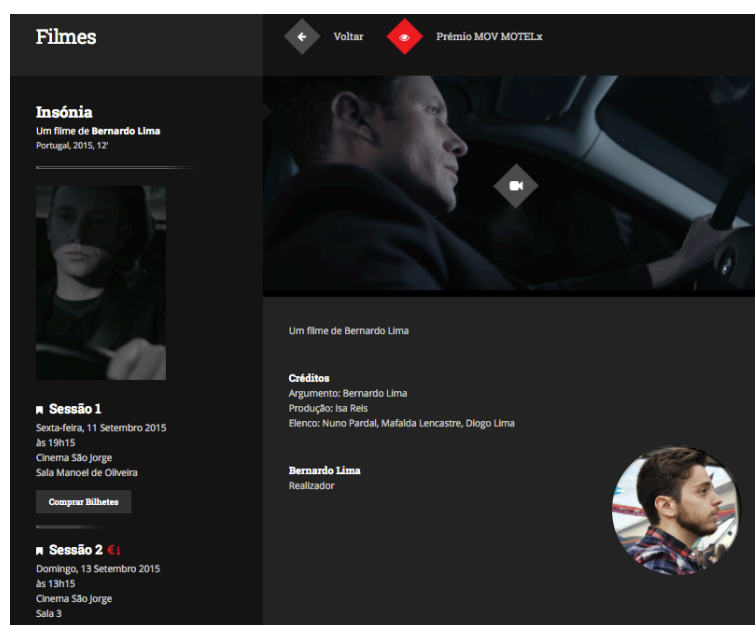 Filmes
Voltar
Prémio MOV MOTELx
Insónia
Um filme de Bernardo Lima
Portugal, 2015, 12'
Sessão 1
Sexta-feira, 11 Setembro 2015
às 19h15
Cinema São Jorge
Sala Manoel de Oliveira
Comprar Bilhetes
Sessão 2 €↓
Domingo, 13 Setembro 2015
às 13h15
Cinema São Jorge
Sala 3
Um filme de Bernardo Lima
Créditos
Argumento: Bernardo Lima
Produção: Isa Reis
Elenco: Nuno Pardal, Mafalda Lencastre, Diogo Lima
Bernardo Lima
Realizador